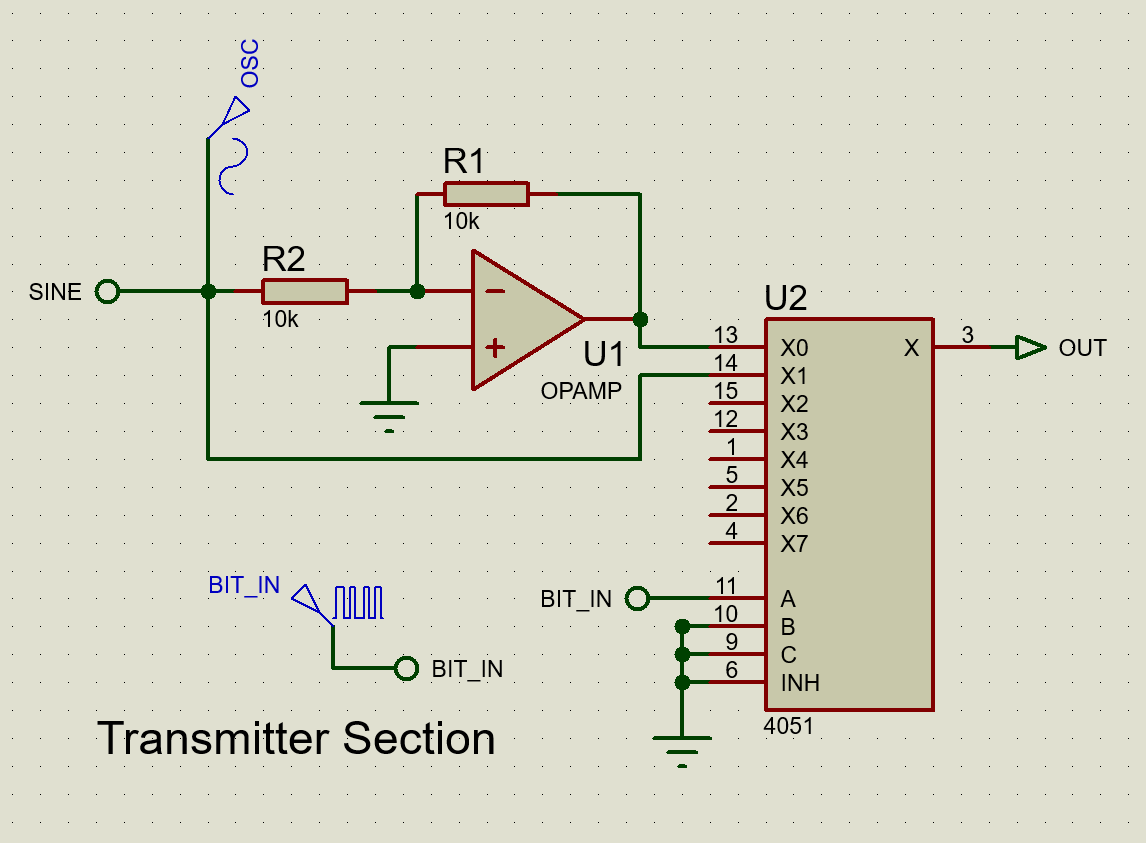 OSC
R1
10k
R2
10k
SINE
U1
OPAMP
U2
13 X0
14 X1
15 X2
12 X3
1 X4
5 X5
2 X6
4 X7
11 A
10 B
9 C
6 INH
X 3
OUT
4051
BIT_IN
BIT_IN
BIT_IN
Transmitter Section